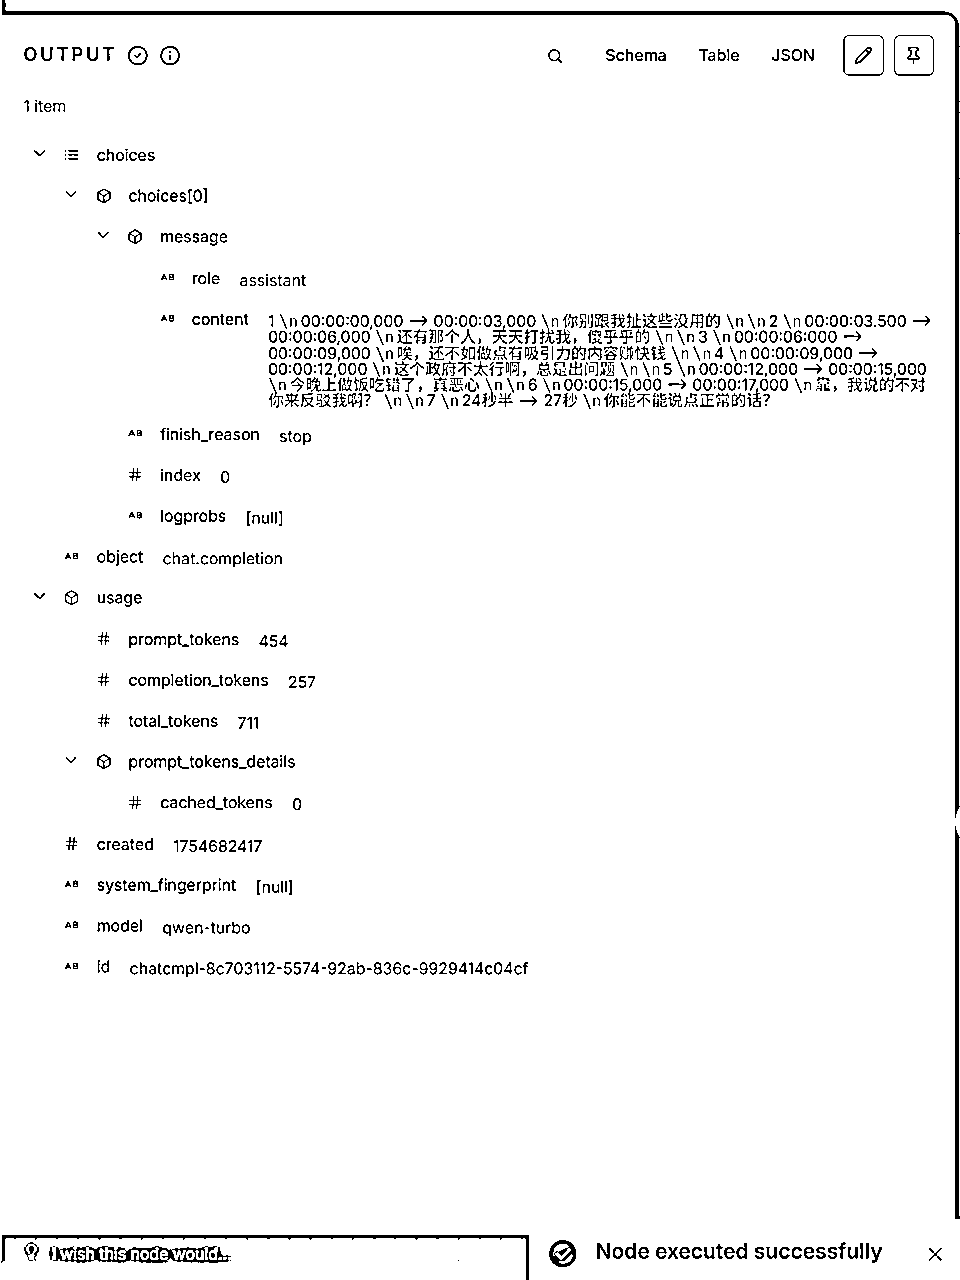 OUTPUT
Schema Table JSON
1 item
choices
choices[0]
message
AB role assistant
AB content 1 \n 00:00:00,000 → 00:00:03,000 \n 你别跟我扯这些没用的 \n \n 2 \n 00:00:03.500 →
00:00:06,000 \n 还有那个人，天天打扰我，傻乎乎的 \n \n 3 \n 00:00:06:000 →
00:00:09,000 \n 唉，还不如做点有吸引力的内容赚快钱 \n \n 4 \n 00:00:09,000 →
00:00:12,000 \n 这个政府不太行啊，总是出问题 \n \n 5 \n 00:00:12,000 → 00:00:15,000
\n 今晚上做饭吃错了，真恶心 \n \n 6 \n 00:00:15,000 → 00:00:17,000 \n 靠，我说的不对
你来反驳我啊？ \n \n 7 \n 24秒半 → 27秒 \n 你能不能说点正常的话？
AB finish_reason stop
# index 0
AB logprobs [null]
AB object chat.completion
usage
# prompt_tokens 454
# completion_tokens 257
# total_tokens 711
prompt_tokens_details
# cached_tokens 0
# created 1754682417
AB system_fingerprint [null]
AB model qwen-turbo
AB id chatcmpl-8c703112-5574-92ab-836c-9929414c04cf
I wish this node would...
Node executed successfully